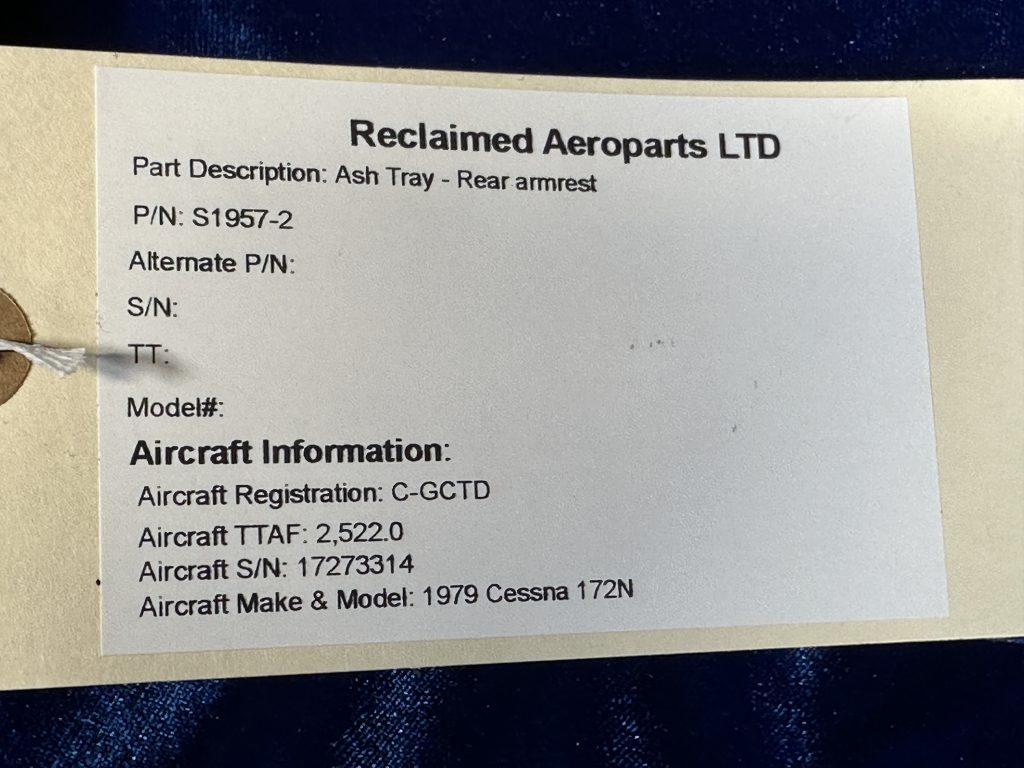 Reclaimed Aeroparts LTD
Part Description: Ash Tray - Rear armrest
P/N: S1957-2
Alternate P/N:
S/N:
TT:
Model#:
Aircraft Information:
Aircraft Registration: C-GCTD
Aircraft TTAF: 2,522.0
Aircraft S/N: 17273314
Aircraft Make & Model: 1979 Cessna 172N